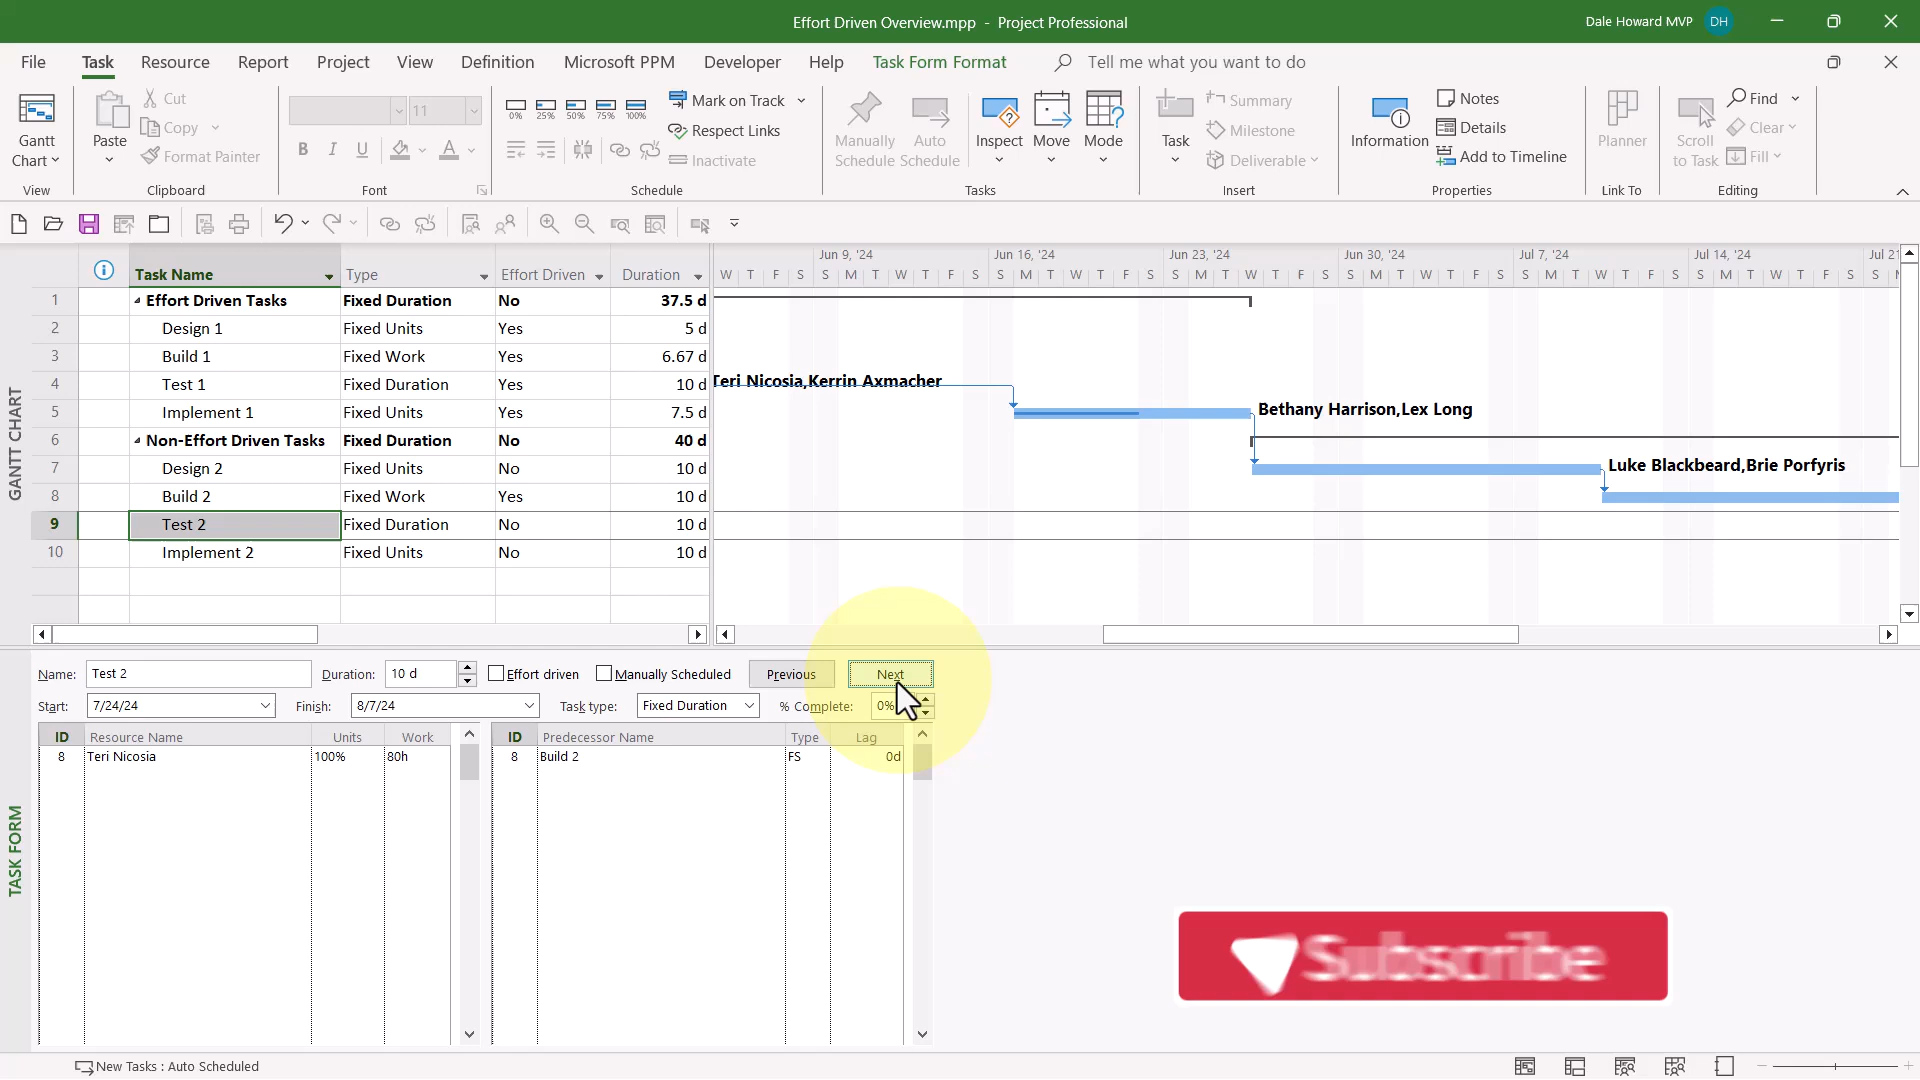 Effort Driven Overview.mpp - Project Professional
Dale Howard MVP DH
File Task Resource Report Project View Definition Microsoft PPM Developer Help Task Form Format Tell me what you want to do
Gantt Chart
View
Paste
Cut
Copy
Format Painter
Clipboard
11
B I U A
Font
0% 25% 50% 75% 100%
Mark on Track
Respect Links
Inactivate
Schedule
Manually Schedule
Auto Schedule
Inspect
Move
Mode
Tasks
Task
Summary
Milestone
Deliverable
Insert
Information
Notes
Details
Add to Timeline
Properties
Planner
Link To
Scroll to Task
Find
Clear
Fill
Editing
Task Name Type Effort Driven Duration
Jun 9, '24 Jun 16, '24 Jun 23, '24 Jun 30, '24 Jul 7, '24 Jul 14, '24 Jul 21
W T F S S M T W T F S S M T W T F S S M T W T F S S M T W T F S S M T W T F S S M T W T F S S
1 Effort Driven Tasks Fixed Duration No 37.5 d
2 Design 1 Fixed Units Yes 5 d
3 Build 1 Fixed Work Yes 6.67 d
4 Test 1 Fixed Duration Yes 10 d
5 Implement 1 Fixed Units Yes 7.5 d
6 Non-Effort Driven Tasks Fixed Duration No 40 d
7 Design 2 Fixed Units No 10 d
8 Build 2 Fixed Work Yes 10 d
9 Test 2 Fixed Duration No 10 d
10 Implement 2 Fixed Units No 10 d
Teri Nicosia,Kerrin Axmacher
Bethany Harrison,Lex Long
Luke Blackbeard,Brie Porfyris
GANTT CHART
Name: Test 2 Duration: 10 d Effort driven Manually Scheduled Previous Next
Start: 7/24/24 Finish: 8/7/24 Task type: Fixed Duration % Complete: 0%
ID Resource Name Units Work
8 Teri Nicosia 100% 80h
ID Predecessor Name Type Lag
8 Build 2 FS 0d
TASK FORM
Subscribe
New Tasks : Auto Scheduled